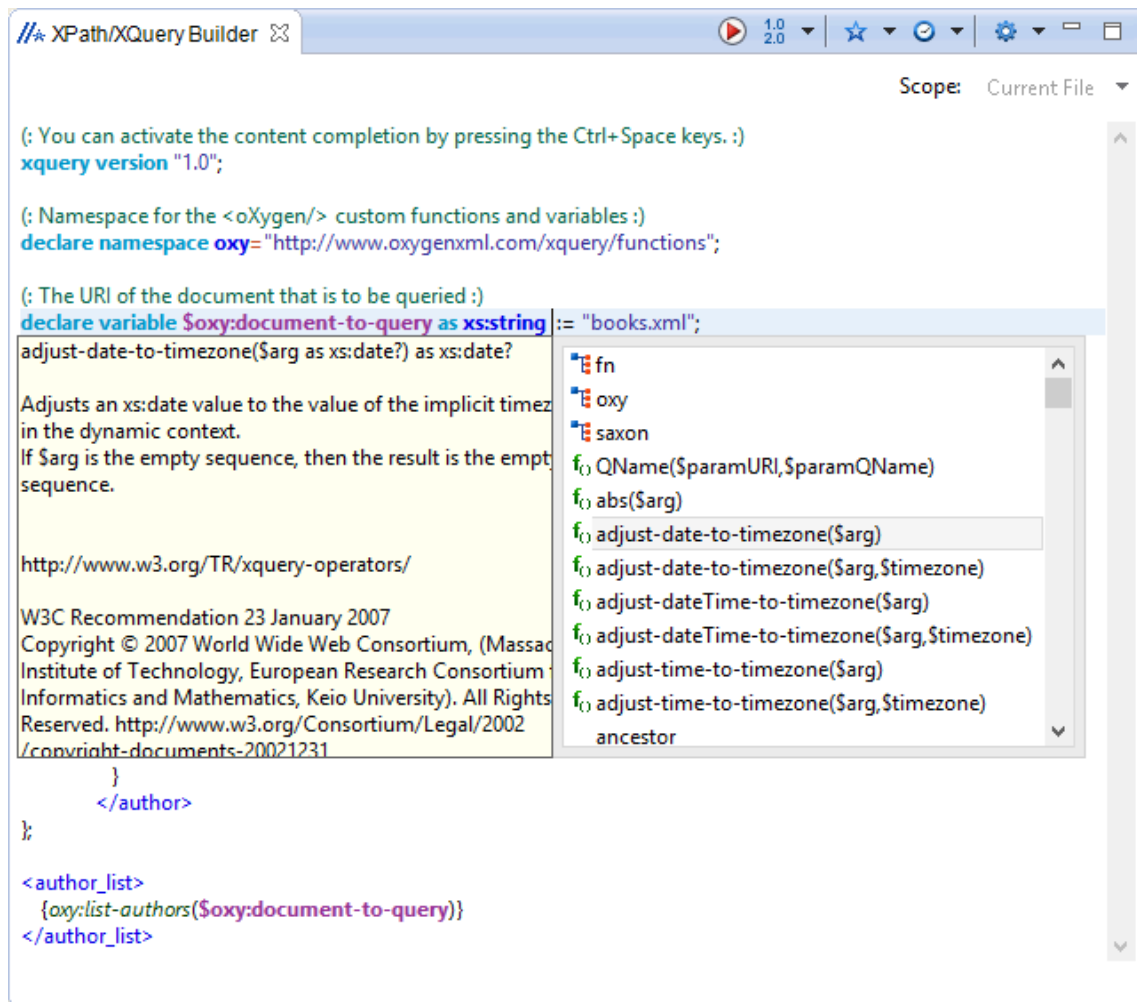 XPath/XQuery Builder
1.0
2.0
Scope: Current File
(: You can activate the content completion by pressing the Ctrl+Space keys. :)
xquery version "1.0";
(: Namespace for the <oXygen/> custom functions and variables :)
declare namespace oxy="http://www.oxygenxml.com/xquery/functions";
(: The URI of the document that is to be queried :)
declare variable $oxy:document-to-query as xs:string := "books.xml";
adjust-date-to-timezone($arg as xs:date?) as xs:date?
Adjusts an xs:date value to the value of the implicit timez
in the dynamic context.
If $arg is the empty sequence, then the result is the empt
sequence.
http://www.w3.org/TR/xquery-operators/
W3C Recommendation 23 January 2007
Copyright © 2007 World Wide Web Consortium, (Massac
Institute of Technology, European Research Consortium
Informatics and Mathematics, Keio University). All Rights
Reserved. http://www.w3.org/Consortium/Legal/2002
/copyright-documents-20021231
fn
oxy
saxon
f() QName($paramURI,$paramQName)
f() abs($arg)
f() adjust-date-to-timezone($arg)
f() adjust-date-to-timezone($arg,$timezone)
f() adjust-dateTime-to-timezone($arg)
f() adjust-dateTime-to-timezone($arg,$timezone)
f() adjust-time-to-timezone($arg)
f() adjust-time-to-timezone($arg,$timezone)
ancestor
}
</author>
};
<author_list>
{oxy:list-authors($oxy:document-to-query)}
</author_list>